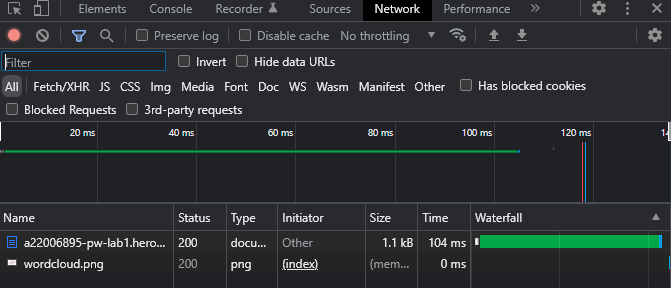 Elements Console Recorder Sources Network Performance
Preserve log Disable cache No throttling
Filter Invert Hide data URLs
All Fetch/XHR JS CSS Img Media Font Doc WS Wasm Manifest Other Has blocked cookies
Blocked Requests 3rd-party requests
20 ms 40 ms 60 ms 80 ms 100 ms 120 ms 14
Name Status Type Initiator Size Time Waterfall
a22006895-pw-lab1.hero... 200 docu... Other 1.1 kB 104 ms
wordcloud.png 200 png (index) (mem... 0 ms